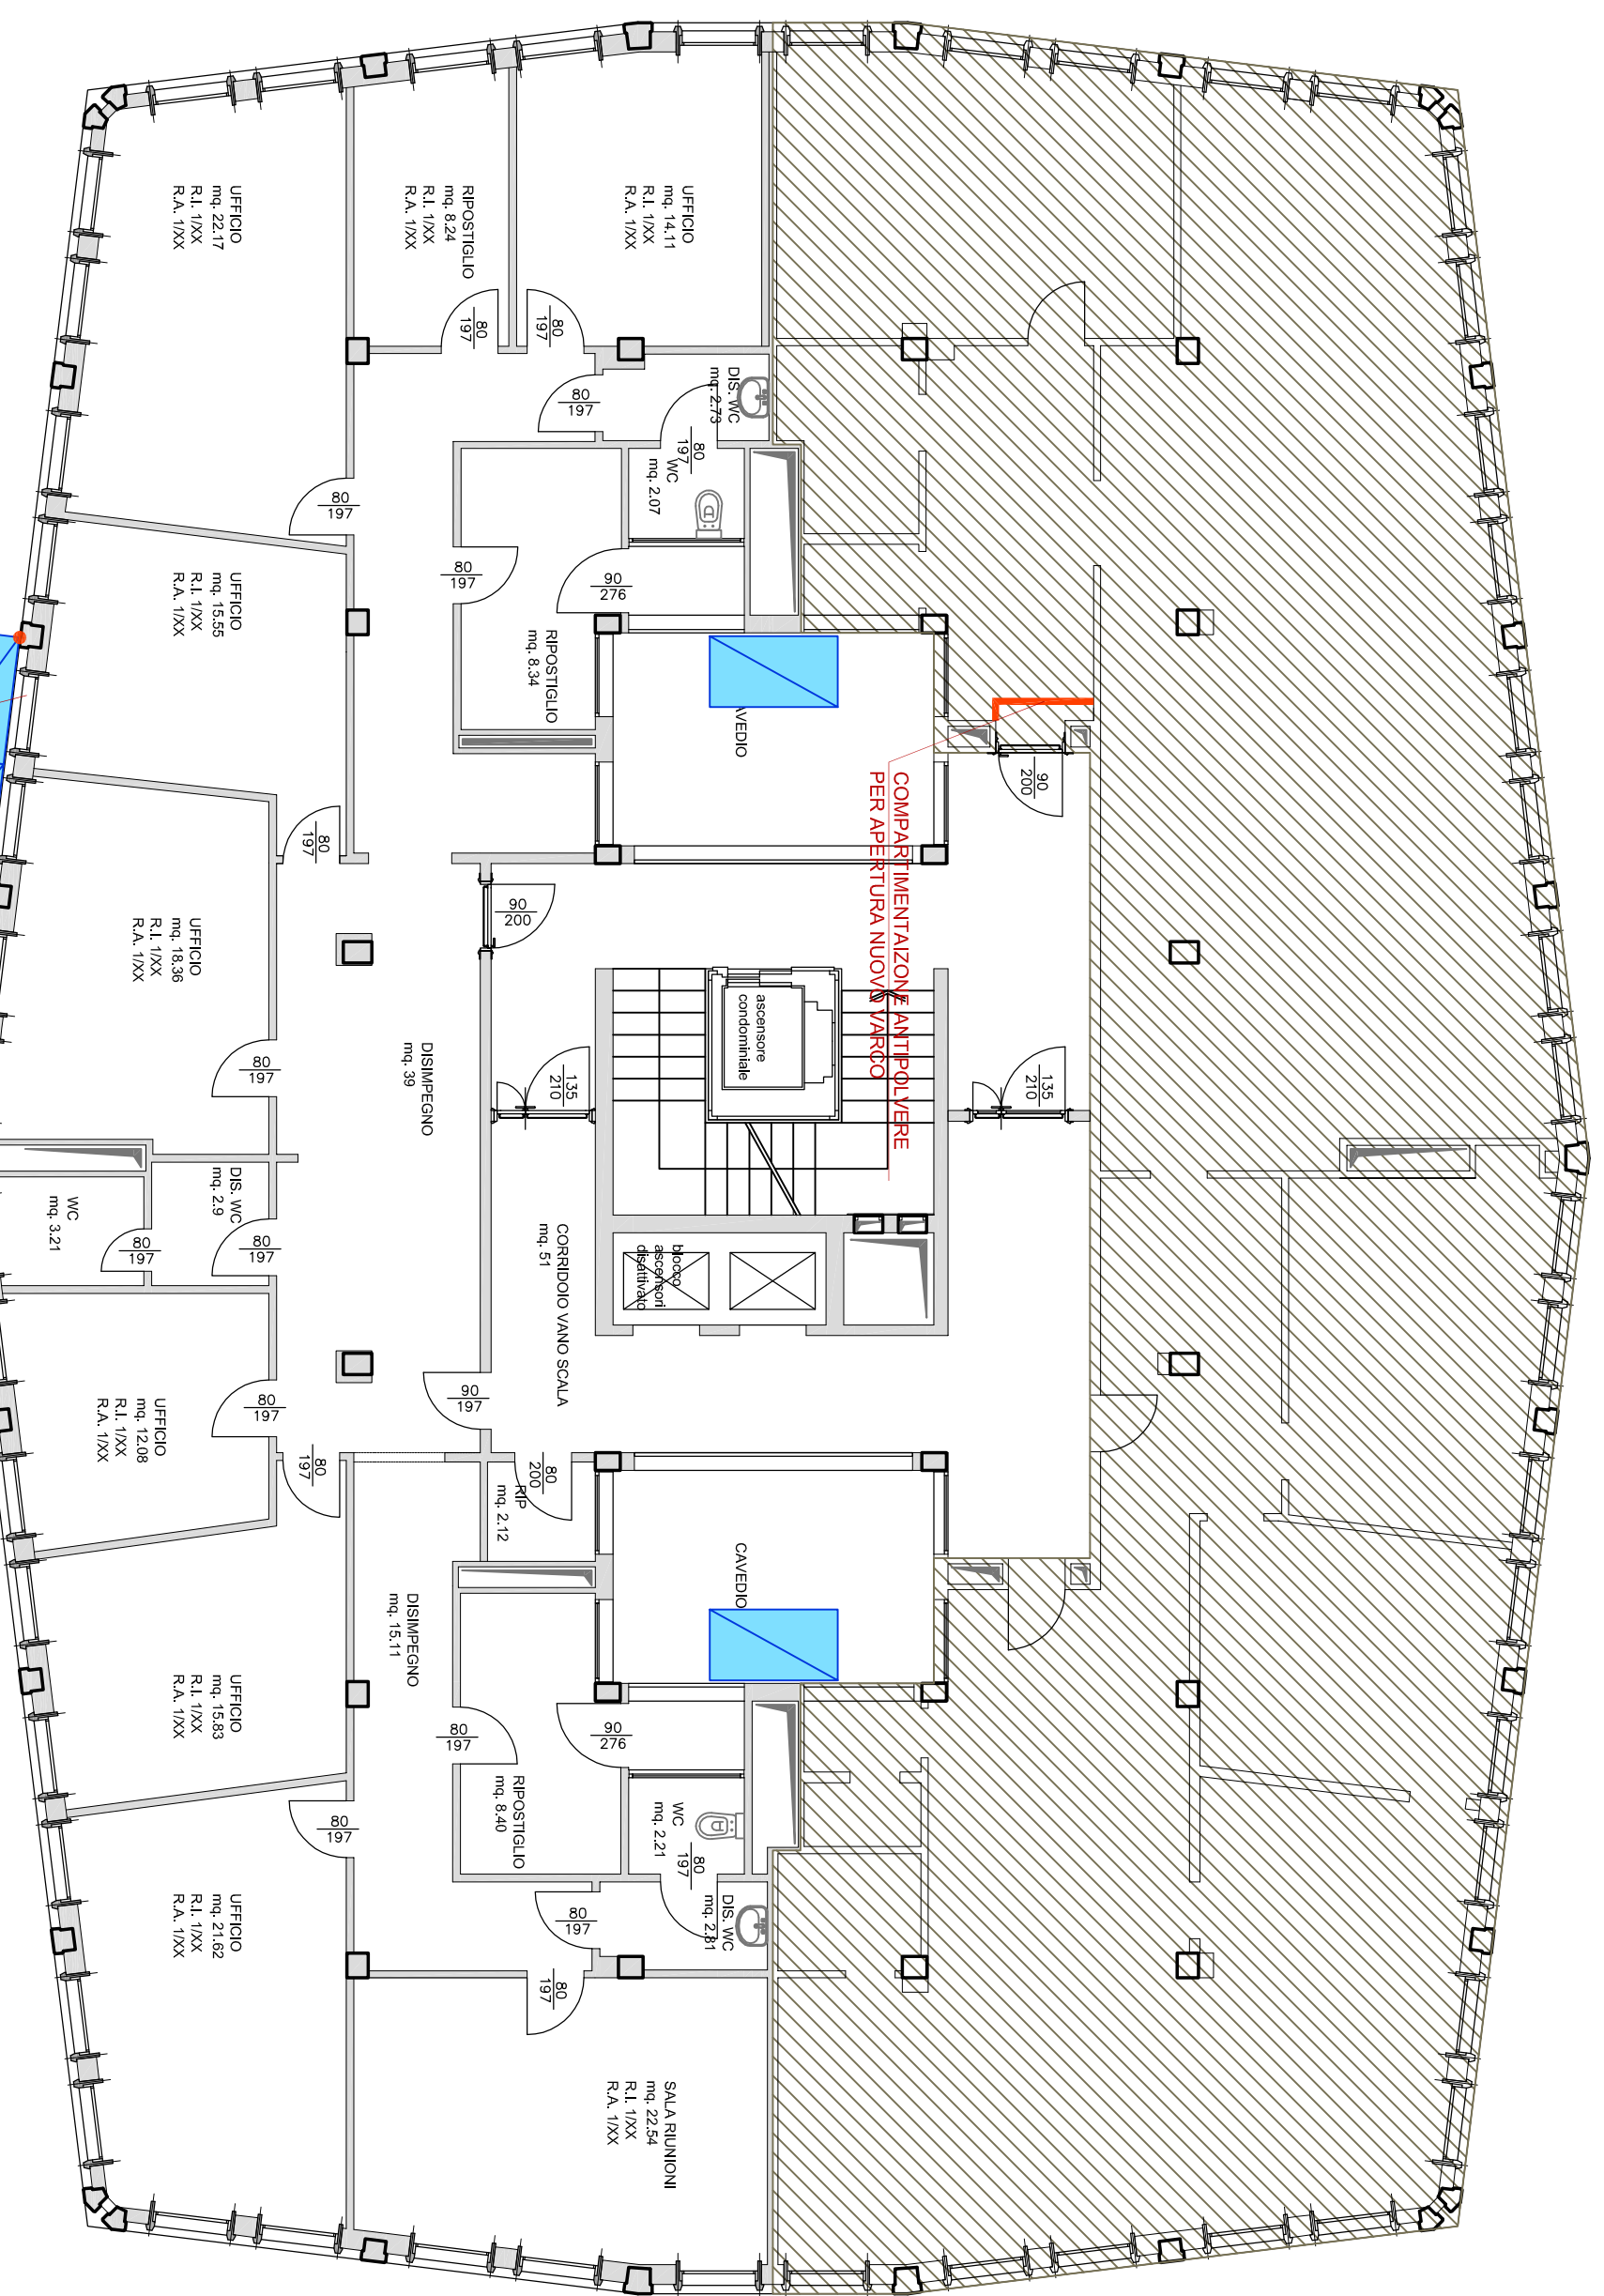 UFFICIO
mq. 22.17
R.I. 1/XX
R.A. 1/XX
RIPOSTIGLIO
mq. 8.24
R.I. 1/XX
R.A. 1/XX
UFFICIO
mq. 14.11
R.I. 1/XX
R.A. 1/XX
80
197
80
197
80
197
DIS. WC
mq. 2.73
80
197
WC
mq. 2.07
80
197
80
197
90
276
UFFICIO
mq. 15.55
R.I. 1/XX
R.A. 1/XX
RIPOSTIGLIO
mq. 8.34
AVEDIO
90
200
COMPARTIMENTAIZONE ANTIPOLVERE
PER APERTURA NUOVO VARCO
80
197
90
200
UFFICIO
mq. 18.36
R.I. 1/XX
R.A. 1/XX
ascensore
condominiale
DISIMPEGNO
mq. 39
80
197
135
210
135
210
DIS. WC
mq. 2.9
WC
mq. 3.21
80
197
80
197
CORRIDOIO VANO SCALA
mq. 51
blocco
ascensori
disattivato
UFFICIO
mq. 12.08
R.I. 1/XX
R.A. 1/XX
80
197
90
197
80
197
80
200
RIP
mq. 2.12
CAVEDIO
DISIMPEGNO
mq. 15.11
UFFICIO
mq. 15.83
R.I. 1/XX
R.A. 1/XX
80
197
90
276
RIPOSTIGLIO
mq. 8.40
WC
mq. 2.21
80
197
80
197
DIS. WC
mq. 2.81
80
197
80
197
UFFICIO
mq. 21.62
R.I. 1/XX
R.A. 1/XX
SALA RIUNIONI
mq. 22.54
R.I. 1/XX
R.A. 1/XX